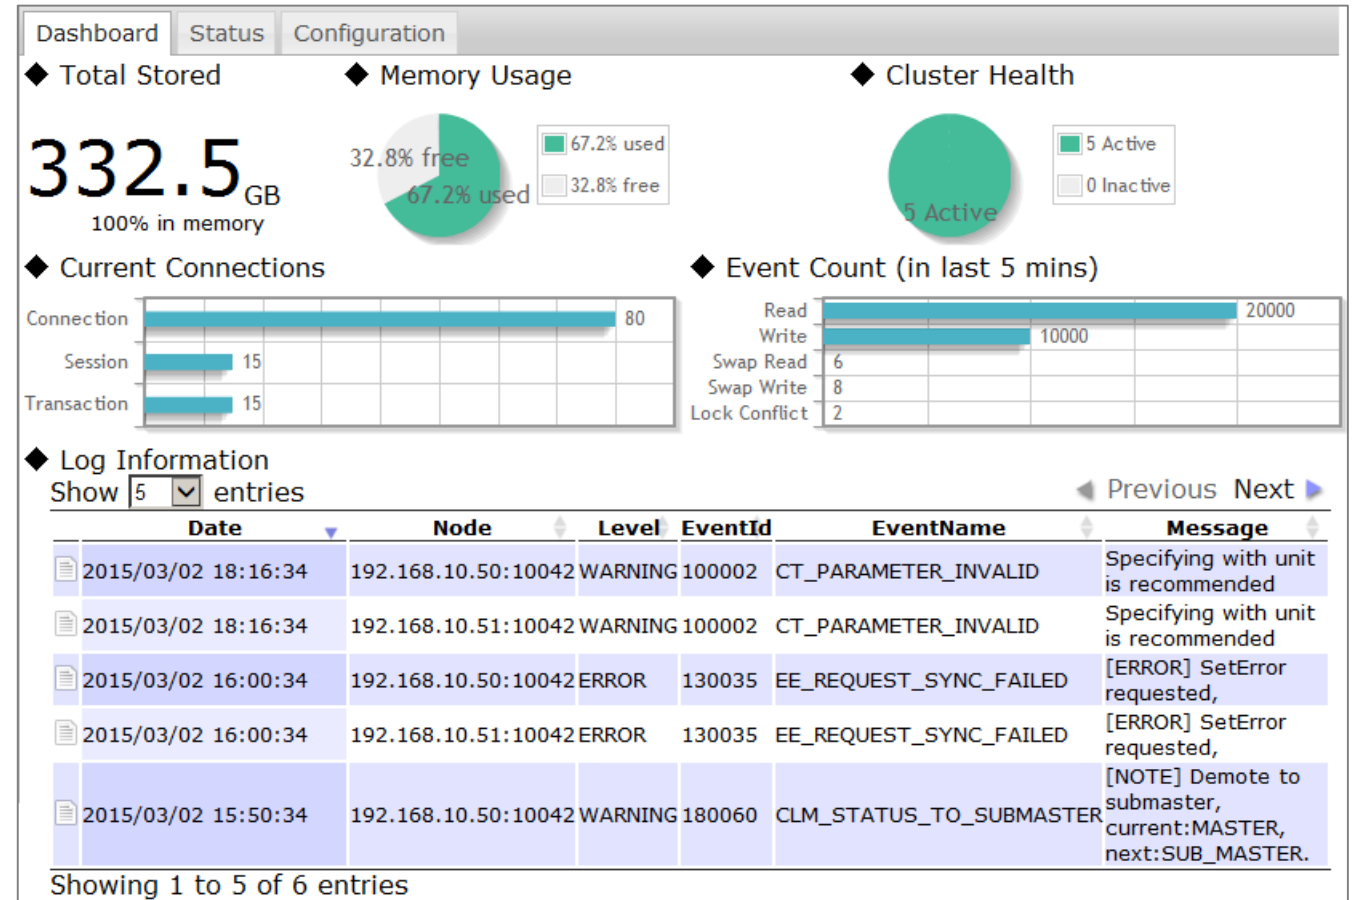 Dashboard Status Configuration
◆ Total Stored ◆ Memory Usage ◆ Cluster Health
332.5 GB
100% in memory
32.8% free
67.2% used
67.2% used
32.8% free
5 Active
5 Active
0 Inactive
◆ Current Connections
Connection 80
Session 15
Transaction 15
◆ Event Count (in last 5 mins)
Read 20000
Write 10000
Swap Read 6
Swap Write 8
Lock Conflict 2
◆ Log Information
Show 5 entries
Previous Next
Date Node Level EventId EventName Message
2015/03/02 18:16:34 192.168.10.50:10042 WARNING 100002 CT_PARAMETER_INVALID Specifying with unit
is recommended
2015/03/02 18:16:34 192.168.10.51:10042 WARNING 100002 CT_PARAMETER_INVALID Specifying with unit
is recommended
2015/03/02 16:00:34 192.168.10.50:10042 ERROR 130035 EE_REQUEST_SYNC_FAILED [ERROR] SetError
requested,
2015/03/02 16:00:34 192.168.10.51:10042 ERROR 130035 EE_REQUEST_SYNC_FAILED [ERROR] SetError
requested,
2015/03/02 15:50:34 192.168.10.50:10042 WARNING 180060 CLM_STATUS_TO_SUBMASTER [NOTE] Demote to
submaster,
current:MASTER,
next:SUB_MASTER.
Showing 1 to 5 of 6 entries